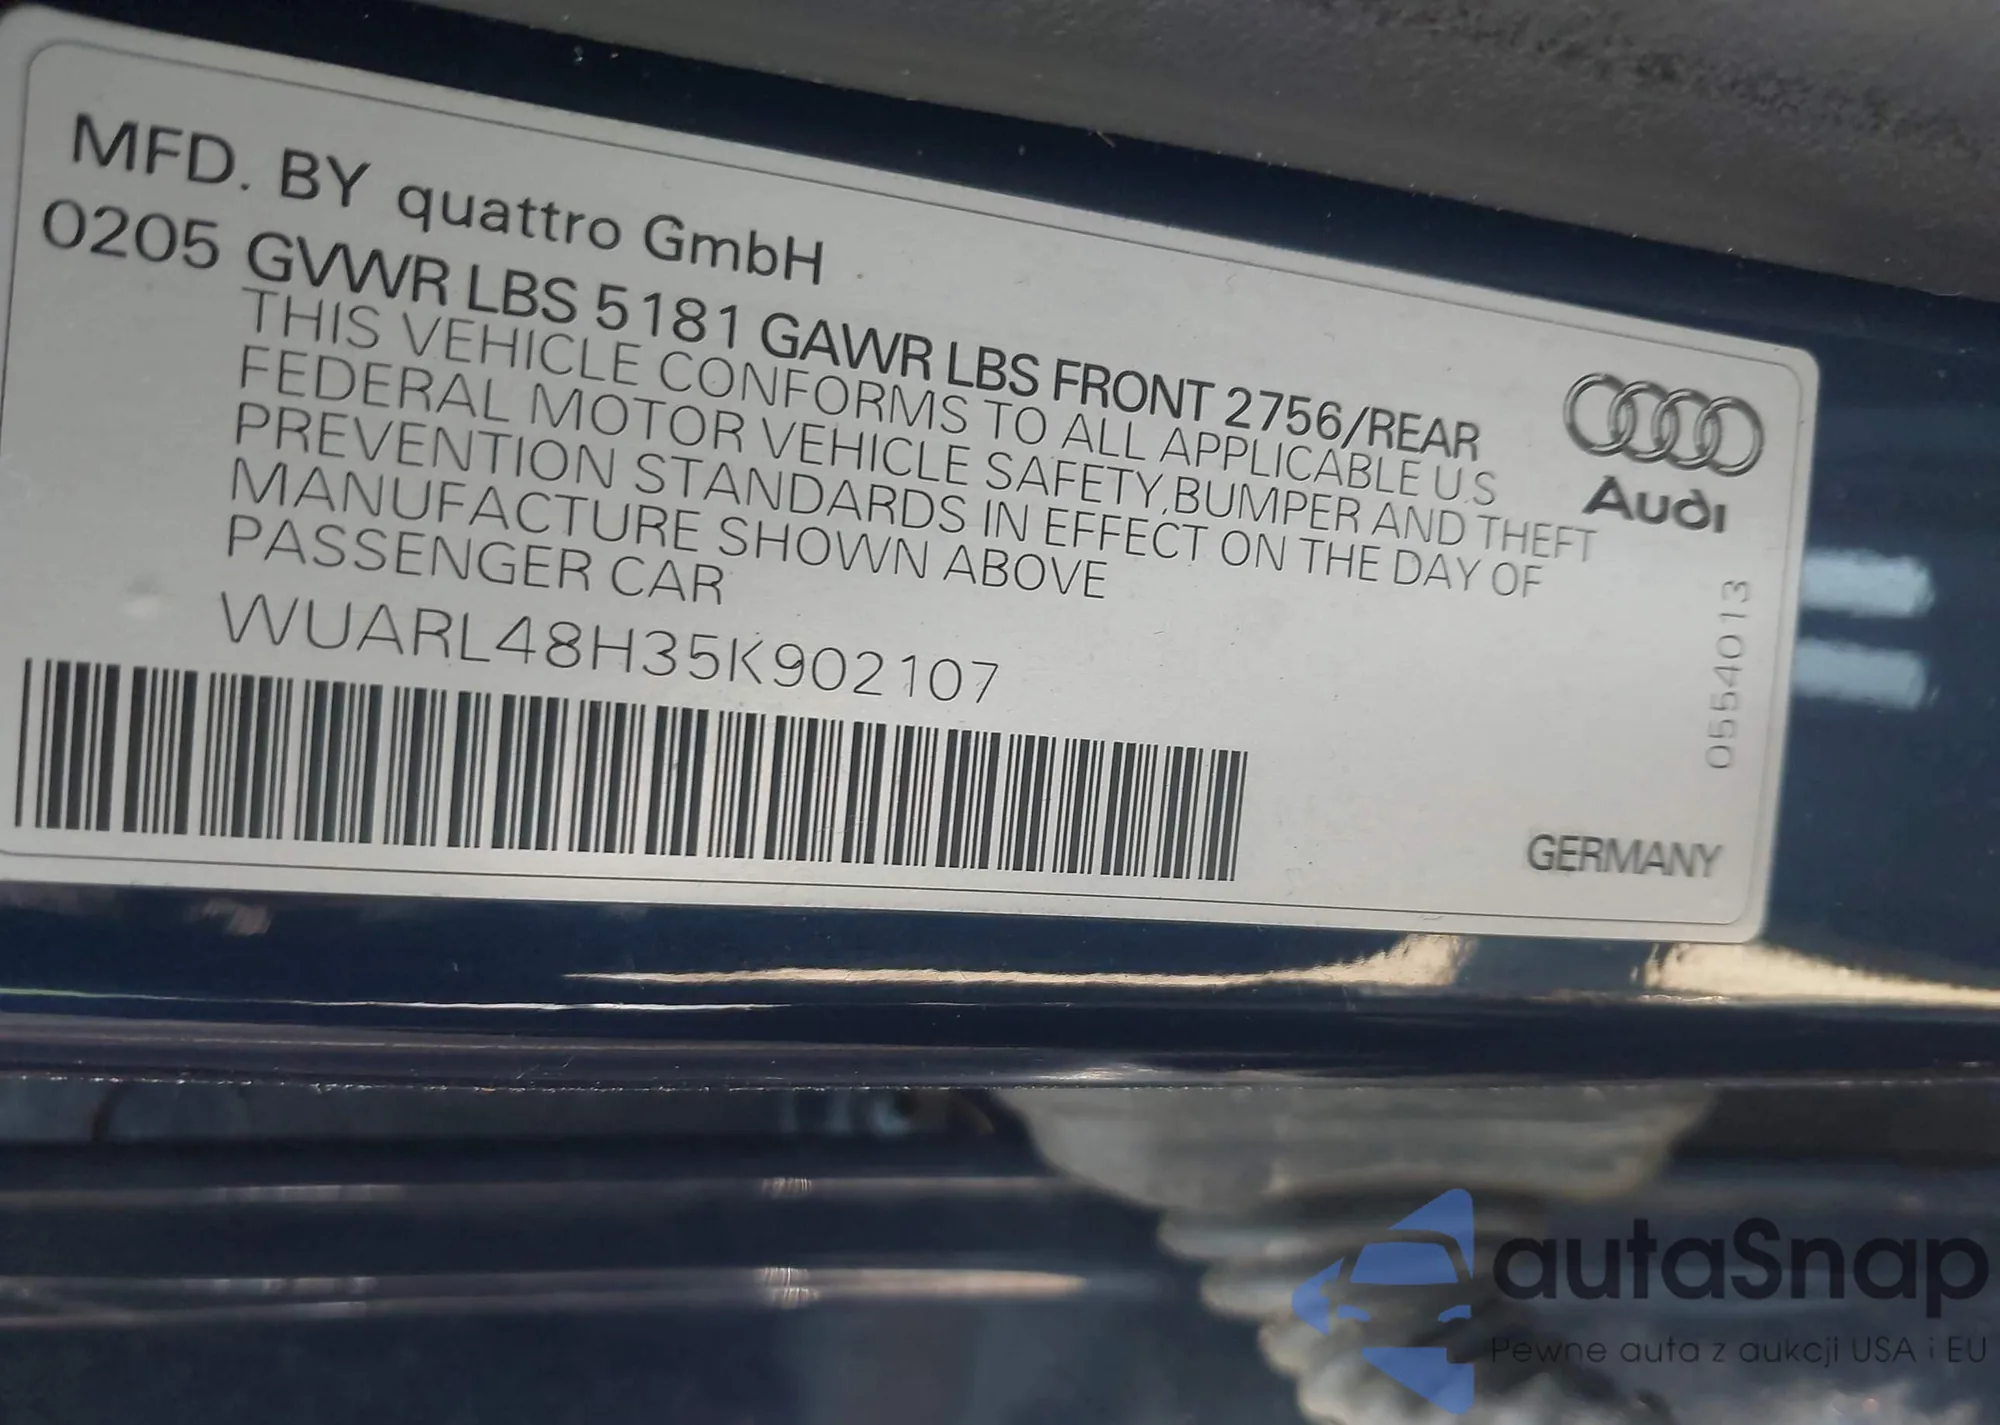 MFD. BY quattro GmbH
0205 GVWR LBS 5181 GAWR LBS FRONT 2756/REAR
THIS VEHICLE CONFORMS TO ALL APPLICABLE U.S
FEDERAL MOTOR VEHICLE SAFETY, BUMPER AND THEFT
PREVENTION STANDARDS IN EFFECT ON THE DAY OF
MANUFACTURE SHOWN ABOVE
PASSENGER CAR
WUARL48H35K902107
Audi
0554013
GERMANY
autaSnap
Pewne auta z aukcji USA i EU